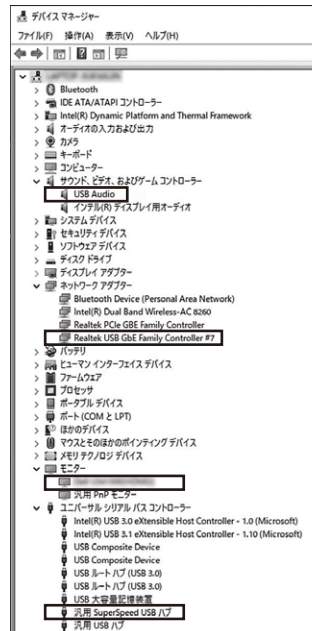 デバイス マネージャー
ファイル(F) 操作(A) 表示(V) ヘルプ(H)
Bluetooth
IDE ATA/ATAPI コントローラー
Intel(R) Dynamic Platform and Thermal Framework
オーディオの入力および出力
カメラ
キーボード
コンピューター
サウンド、ビデオ、およびゲーム コントローラー
USB Audio
インテル(R) ディスプレイ用オーディオ
システム デバイス
セキュリティ デバイス
ソフトウェア デバイス
ディスク ドライブ
ディスプレイ アダプター
ネットワーク アダプター
Bluetooth Device (Personal Area Network)
Intel(R) Dual Band Wireless-AC 8260
Realtek PCIe GBE Family Controller
Realtek USB GbE Family Controller #7
バッテリ
ヒューマン インターフェイス デバイス
ファームウェア
プロセッサ
ポータブル デバイス
ポート (COM と LPT)
ほかのデバイス
マウスとそのほかのポインティング デバイス
メモリ テクノロジ デバイス
モニター
汎用 PnP モニター
ユニバーサル シリアル バス コントローラー
Intel(R) USB 3.0 eXtensible Host Controller - 1.0 (Microsoft)
Intel(R) USB 3.1 eXtensible Host Controller - 1.10 (Microsoft)
USB Composite Device
USB Composite Device
USB ルート ハブ (USB 3.0)
USB ルート ハブ (USB 3.0)
USB 大容量記憶装置
汎用 SuperSpeed USB ハブ
汎用 USB ハブ